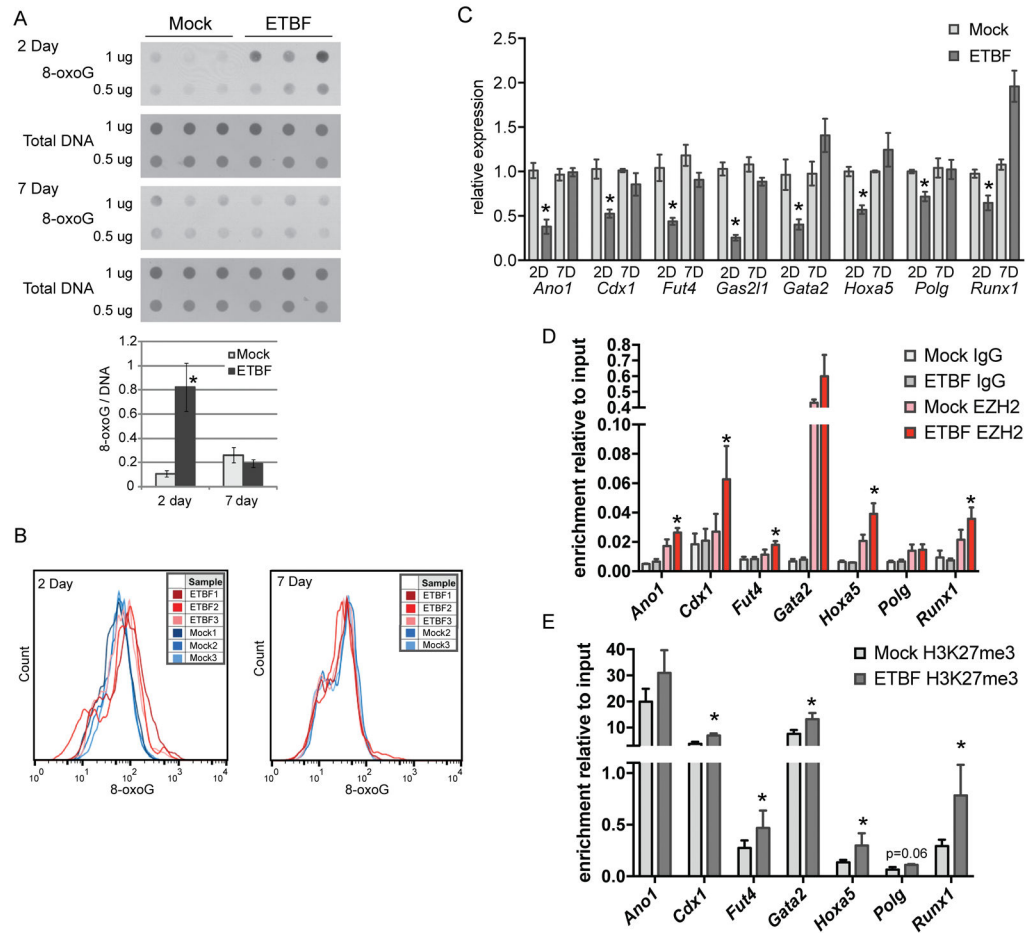 A
Mock ETBF
2 Day
8-oxoG
1 ug
0.5 ug
Total DNA
1 ug
0.5 ug
7 Day
8-oxoG
1 ug
0.5 ug
Total DNA
1 ug
0.5 ug
8-oxoG / DNA
1.2
1
0.8
0.6
0.4
0.2
0
Mock
ETBF
*
2 day 7 day
B
2 Day
Count
Sample
ETBF1
ETBF2
ETBF3
Mock1
Mock2
Mock3
10^0 10^1 10^2 10^3 10^4
8-oxoG
7 Day
Count
Sample
ETBF1
ETBF2
ETBF3
Mock2
Mock3
10^0 10^1 10^2 10^3 10^4
8-oxoG
C
relative expression
2.5
2.0
1.5
1.0
0.5
0.0
Mock
ETBF
* * * * * * * *
2D 7D 2D 7D 2D 7D 2D 7D 2D 7D 2D 7D 2D 7D 2D 7D
Ano1 Cdx1 Fut4 Gas2l1 Gata2 Hoxa5 Polg Runx1
D
enrichment relative to input
0.8
0.7
0.6
0.5
0.4
0.10
0.08
0.06
0.04
0.02
0.00
Mock IgG
ETBF IgG
Mock EZH2
ETBF EZH2
* * * * *
Ano1 Cdx1 Fut4 Gata2 Hoxa5 Polg Runx1
E
enrichment relative to input
40
30
20
10
1.0
0.5
0.0
Mock H3K27me3
ETBF H3K27me3
* * * * p=0.06 *
Ano1 Cdx1 Fut4 Gata2 Hoxa5 Polg Runx1